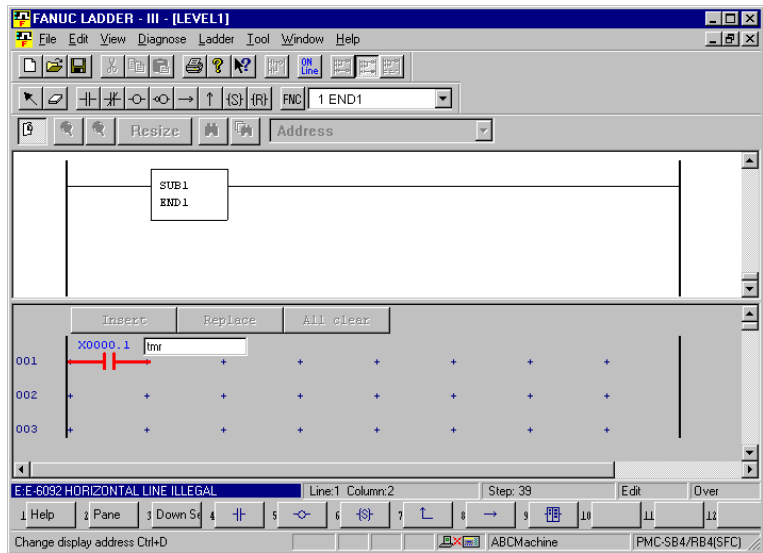 FANUC LADDER - III - [LEVEL1]
File Edit View Diagnose Ladder Tool Window Help
ON Line
{S} {R} FNC 1 END1
Resize Address
SUB1
END1
Insert Replace All clear
X0000.1 tmr
001
002
003
E:E-6092 HORIZONTAL LINE ILLEGAL Line:1 Column:2 Step: 39 Edit Over
1 Help 2 Pane 3 Down Se 4 5 6 {S} 7 8 9 10 11 12
Change display address Ctrl+D ABCMachine PMC-SB4/RB4(SFC)